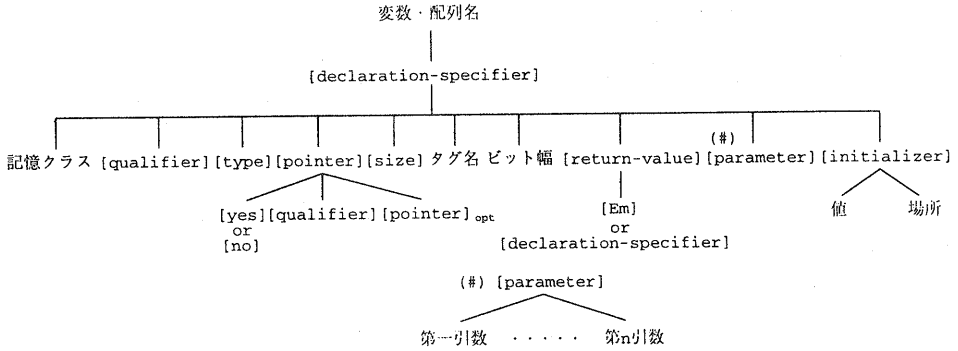 変数・配列名
[declaration-specifier]
(#)
記憶クラス [qualifier] [type] [pointer] [size] タグ名 ビット幅 [return-value] [parameter] [initializer]
[yes] [qualifier] [pointer]opt
or
[no]
[Em]
or
[declaration-specifier]
値 場所
(#) [parameter]
第一引数 ・・・・・ 第n引数